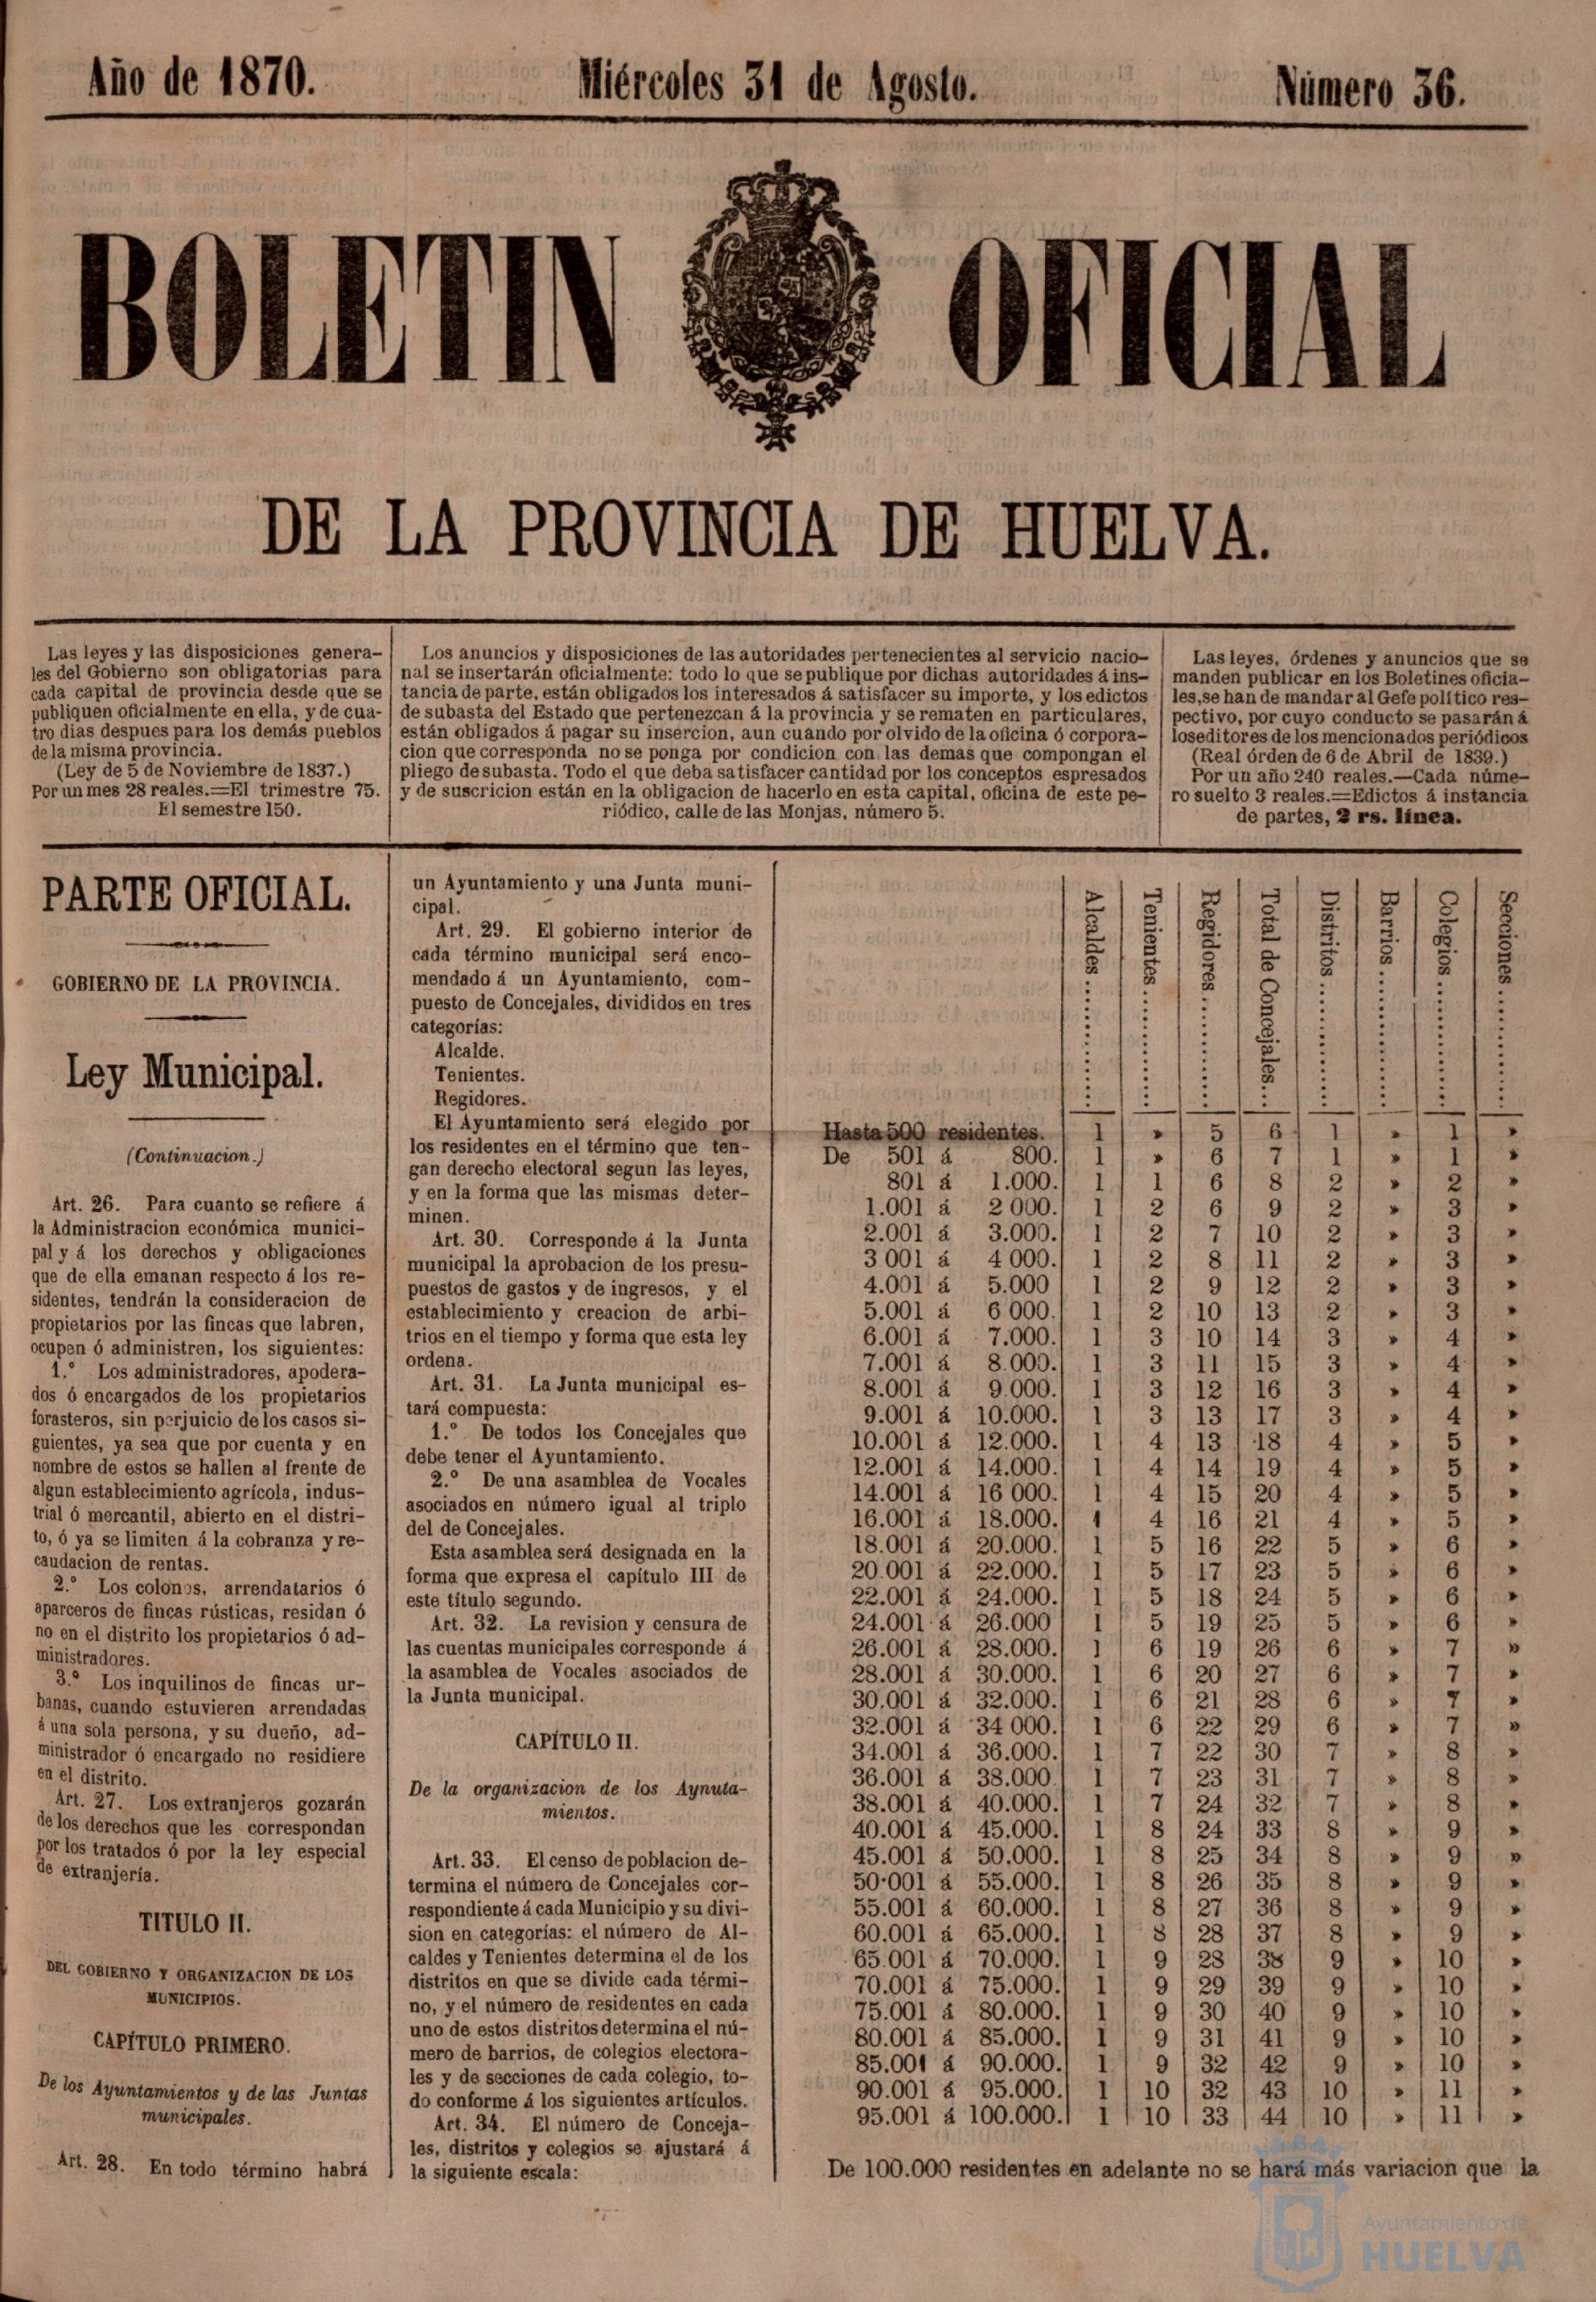 Año de 1870.
Miércoles 31 de Agosto.
Número 36.
BOLETIN OFICIAL
DE LA PROVINCIA DE HUELVA.
Las leyes y las disposiciones genera-
les del Gobierno son obligatorias para
cada capital de provincia desde que se
publiquen oficialmente en ella, y de cua-
tro dias despues para los demás pueblos
de la misma provincia.
(Ley de 5 de Noviembre de 1837.)
Por un mes 28 reales.=El trimestre 75.
El semestre 150.
Los anuncios y disposiciones de las autoridades pertenecientes al servicio nacio-
nal se insertarán oficialmente: todo lo que se publique por dichas autoridades á ins-
tancia de parte, están obligados los interesados á satisfacer su importe, y los edictos
de subasta del Estado que pertenezcan á la provincia y se rematen en particulares,
están obligados á pagar su insercion, aun cuando por olvido de la oficina ó corpora-
cion que corresponda no se ponga por condicion con las demas que compongan el
pliego de subasta. Todo el que deba satisfacer cantidad por los conceptos espresados
y de suscricion están en la obligacion de hacerlo en esta capital, oficina de este pe-
riódico, calle de las Monjas, número 5.
Las leyes, órdenes y anuncios que se
manden publicar en los Boletines oficia-
les, se han de mandar al Gefe político res-
pectivo, por cuyo conducto se pasarán á
los editores de los mencionados periódicos
(Real órden de 6 de Abril de 1839.)
Por un año 240 reales.—Cada núme-
ro suelto 3 reales.=Edictos á instancia
de partes, 2 rs. línea.
PARTE OFICIAL.
GOBIERNO DE LA PROVINCIA.
Ley Municipal.
(Continuacion.)
Art. 26. Para cuanto se refiere á
la Administracion económica munici-
pal y á los derechos y obligaciones
que de ella emanan respecto á los re-
sidentes, tendrán la consideracion de
propietarios por las fincas que labren,
ocupen ó administren, los siguientes:
1.º Los administradores, apodera-
dos ó encargados de los propietarios
forasteros, sin perjuicio de los casos si-
guientes, ya sea que por cuenta y en
nombre de estos se hallen al frente de
algun establecimiento agrícola, indus-
trial ó mercantil, abierto en el distri-
to, ó ya se limiten á la cobranza y re-
caudacion de rentas.
2.º Los colonos, arrendatarios ó
aparceros de fincas rústicas, residan ó
no en el distrito los propietarios ó ad-
ministradores.
3.º Los inquilinos de fincas ur-
banas, cuando estuvieren arrendadas
á una sola persona, y su dueño, ad-
ministrador ó encargado no residiere
en el distrito.
Art. 27. Los extranjeros gozarán
de los derechos que les correspondan
por los tratados ó por la ley especial
de extranjería.
TITULO II.
DEL GOBIERNO Y ORGANIZACION DE LOS
MUNICIPIOS.
CAPÍTULO PRIMERO.
De los Ayuntamientos y de las Juntas
municipales.
Art. 28. En todo término habrá
un Ayuntamiento y una Junta muni-
cipal.
Art. 29. El gobierno interior de
cada término municipal será enco-
mendado á un Ayuntamiento, com-
puesto de Concejales, divididos en tres
categorías:
Alcalde.
Tenientes.
Regidores.
El Ayuntamiento será elegido por
los residentes en el término que ten-
gan derecho electoral segun las leyes,
y en la forma que las mismas deter-
minen.
Art. 30. Corresponde á la Junta
municipal la aprobacion de los presu-
puestos de gastos y de ingresos, y el
establecimiento y creacion de arbi-
trios en el tiempo y forma que esta ley
ordena.
Art. 31. La Junta municipal es-
tará compuesta:
1.º De todos los Concejales que
debe tener el Ayuntamiento.
2.º De una asamblea de Vocales
asociados en número igual al triplo
del de Concejales.
Esta asamblea será designada en la
forma que expresa el capítulo III de
este título segundo.
Art. 32. La revision y censura de
las cuentas municipales corresponde á
la asamblea de Vocales asociados de
la Junta municipal.
CAPÍTULO II.
De la organizacion de los Aynuta-
mientos.
Art. 33. El censo de poblacion de-
termina el número de Concejales cor-
respondiente á cada Municipio y su divi-
sion en categorías: el número de Al-
caldes y Tenientes determina el de los
distritos en que se divide cada térmi-
no, y el número de residentes en cada
uno de estos distritos determina el nú-
mero de barrios, de colegios electora-
les y de secciones de cada colegio, to-
do conforme á los siguientes artículos.
Art. 34. El número de Conceja-
les, distritos y colegios se ajustará á
la siguiente escala:
Alcaldes.......... Tenientes.......... Regidores.......... Total de Concejales... Distritos.......... Barrios.......... Colegios.......... Secciones..........
Hasta 500 residentes. 1 » 5 6 1 » 1 »
De 501 á 800. 1 » 6 7 1 » 1 »
801 á 1.000. 1 1 6 8 2 » 2 »
1.001 á 2 000. 1 2 6 9 2 » 3 »
2.001 á 3.000. 1 2 7 10 2 » 3 »
3 001 á 4 000. 1 2 8 11 2 » 3 »
4.001 á 5.000 1 2 9 12 2 » 3 »
5.001 á 6 000. 1 2 10 13 2 » 3 »
6.001 á 7.000. 1 3 10 14 3 » 4 »
7.001 á 8.000. 1 3 11 15 3 » 4 »
8.001 á 9.000. 1 3 12 16 3 » 4 »
9.001 á 10.000. 1 3 13 17 3 » 4 »
10.001 á 12.000. 1 4 13 18 4 » 5 »
12.001 á 14.000. 1 4 14 19 4 » 5 »
14.001 á 16 000. 1 4 15 20 4 » 5 »
16.001 á 18.000. 1 4 16 21 4 » 5 »
18.001 á 20.000. 1 5 16 22 5 » 6 »
20 001 á 22.000. 1 5 17 23 5 » 6 »
22.001 á 24.000. 1 5 18 24 5 » 6 »
24.001 á 26.000 1 5 19 25 5 » 6 »
26.001 á 28.000. 1 6 19 26 6 » 7 »
28.001 á 30.000. 1 6 20 27 6 » 7 »
30.001 á 32.000. 1 6 21 28 6 » 7 »
32.001 á 34 000. 1 6 22 29 6 » 7 »
34.001 á 36.000. 1 7 22 30 7 » 8 »
36.001 á 38.000 1 7 23 31 7 » 8 »
38.001 á 40.000. 1 7 24 32 7 » 8 »
40.001 á 45.000. 1 8 24 33 8 » 9 »
45.001 á 50.000. 1 8 25 34 8 » 9 »
50·001 á 55.000. 1 8 26 35 8 » 9 »
55.001 á 60.000. 1 8 27 36 8 » 9 »
60.001 á 65.000. 1 8 28 37 8 » 9 »
65.001 á 70.000. 1 9 28 38 9 » 10 »
70.001 á 75.000. 1 9 29 39 9 » 10 »
75.001 á 80.000. 1 9 30 40 9 » 10 »
80.001 á 85.000. 1 9 31 41 9 » 10 »
85.001 á 90.000. 1 9 32 42 9 » 10 »
90.001 á 95.000. 1 10 32 43 10 » 11 »
95.001 á 100.000. 1 10 33 44 10 » 11 »
De 100.000 residentes en adelante no se hará más variacion que la
Ayuntamiento de
HUELVA